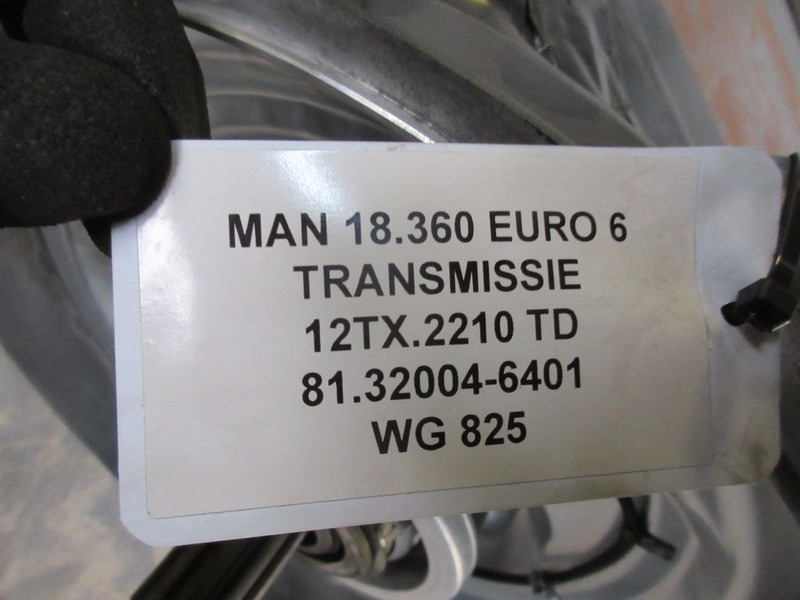 MAN 18.360 EURO 6
TRANSMISSIE
12TX.2210 TD
81.32004-6401
WG 825